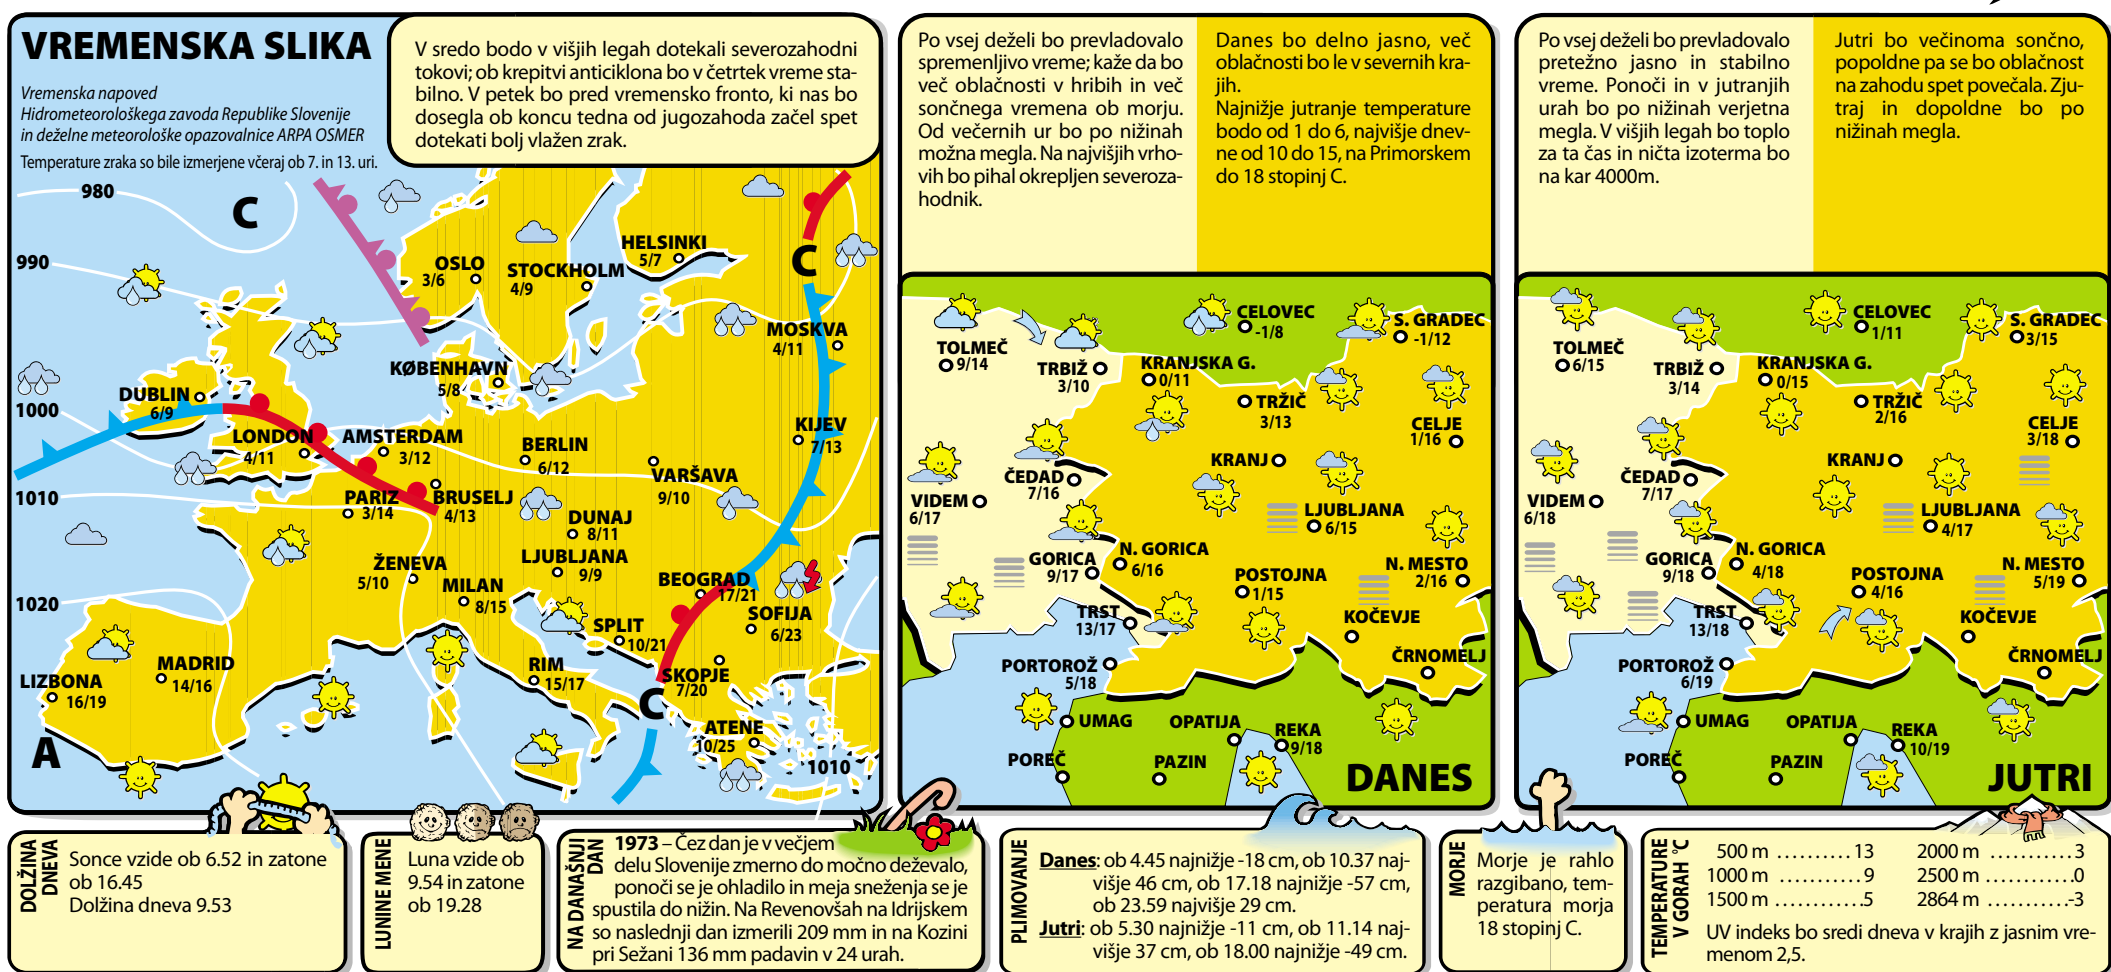 VREMENSKA SLIKA
Vremenska napoved
Hidrometeorološkega zavoda Republike Slovenije
in deželne meteorološke opazovalnice ARPA OSMER
Temperature zraka so bile izmerjene včeraj ob 7. in 13. uri.
V sredo bodo v višjih legah dotekali severozahodni
tokovi; ob krepitvi anticiklona bo v četrtek vreme sta-
bilno. V petek bo pred vremensko fronto, ki nas bo
dosegla ob koncu tedna od jugozahoda začel spet
dotekati bolj vlažen zrak.
980
C
990
OSLO
3/6
STOCKHOLM
4/9
HELSINKI
5/7
C
MOSKVA
4/11
KØBENHAVN
5/8
DUBLIN
6/9
1000
LONDON
4/11
AMSTERDAM
3/12
BERLIN
6/12
VARŠAVA
9/10
KIJEV
7/13
1010
PARIZ
3/14
BRUSELJ
4/13
DUNAJ
8/11
LJUBLJANA
9/9
ŽENEVA
5/10
MILAN
8/15
BEOGRAD
17/21
SOFIJA
6/23
1020
SPLIT
10/21
MADRID
14/16
LIZBONA
16/19
RIM
15/17
SKOPJE
7/20
C
ATENE
10/25
A
1010
Po vsej deželi bo prevladovalo
spremenljivo vreme; kaže da bo
več oblačnosti v hribih in več
sončnega vremena ob morju.
Od večernih ur bo po nižinah
možna megla. Na najvišjih vrho-
vih bo pihal okrepljen severoza-
hodnik.
Danes bo delno jasno, več
oblačnosti bo le v severnih kra-
jih.
Najnižje jutranje temperature
bodo od 1 do 6, najvišje dnev-
ne od 10 do 15, na Primorskem
do 18 stopinj C.
CELOVEC
-1/8
S. GRADEC
-1/12
TOLMEČ
9/14
TRBIŽ
3/10
KRANJSKA G.
0/11
TRŽIČ
3/13
CELJE
1/16
KRANJ
ČEDAD
7/16
VIDEM
6/17
LJUBLJANA
6/15
GORICA
9/17
N. GORICA
6/16
N. MESTO
2/16
POSTOJNA
1/15
TRST
13/17
KOČEVJE
PORTOROŽ
5/18
ČRNOMELJ
UMAG
OPATIJA
REKA
9/18
POREČ
PAZIN
DANES
Po vsej deželi bo prevladovalo
pretežno jasno in stabilno
vreme. Ponoči in v jutranjih
urah bo po nižinah verjetna
megla. V višjih legah bo toplo
za ta čas in ničta izoterma bo
na kar 4000m.
Jutri bo večinoma sončno,
popoldne pa se bo oblačnost
na zahodu spet povečala. Zju-
traj in dopoldne bo po
nižinah megla.
CELOVEC
1/11
S. GRADEC
3/15
TOLMEČ
6/15
TRBIŽ
3/14
KRANJSKA G.
0/15
TRŽIČ
2/16
CELJE
3/18
KRANJ
ČEDAD
7/17
VIDEM
6/18
LJUBLJANA
4/17
GORICA
9/18
N. GORICA
4/18
N. MESTO
5/19
POSTOJNA
4/16
TRST
13/18
KOČEVJE
PORTOROŽ
6/19
ČRNOMELJ
UMAG
OPATIJA
REKA
10/19
POREČ
PAZIN
JUTRI
DOLŽINA
DNEVA
Sonce vzide ob 6.52 in zatone
ob 16.45
Dolžina dneva 9.53
LUNINE MENE
Luna vzide ob
9.54 in zatone
ob 19.28
NA DANAŠNJI
DAN
1973 – Čez dan je v večjem
delu Slovenije zmerno do močno deževalo,
ponoči se je ohladilo in meja sneženja se je
spustila do nižin. Na Revenovšah na Idrijskem
so naslednji dan izmerili 209 mm in na Kozini
pri Sežani 136 mm padavin v 24 urah.
PLIMOVANJE
Danes: ob 4.45 najnižje -18 cm, ob 10.37 naj-
višje 46 cm, ob 17.18 najnižje -57 cm,
ob 23.59 najvišje 29 cm.
Jutri: ob 5.30 najnižje -11 cm, ob 11.14 naj-
višje 37 cm, ob 18.00 najnižje -49 cm.
MORJE
Morje je rahlo
razgibano, tem-
peratura morja
18 stopinj C.
TEMPERATURE
V GORAH °C
500 m .......... 13
1000 m .......... 9
1500 m ..........5
2000 m ..........3
2500 m ..........0
2864 m ..........-3
UV indeks bo sredi dneva v krajih z jasnim vre-
menom 2,5.